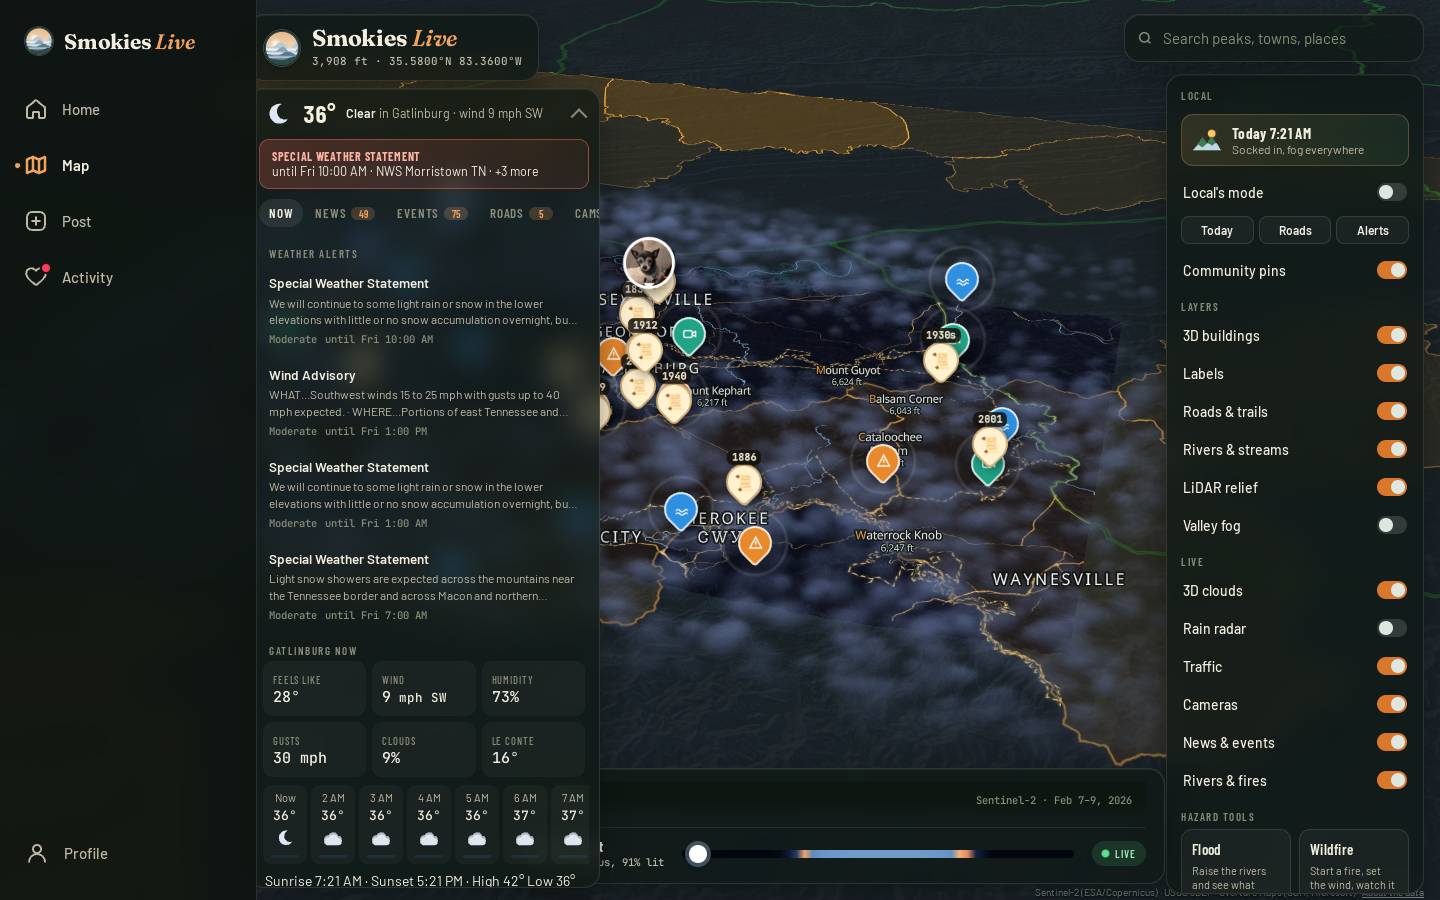 Smokies Live
Home
Map
Post
Activity
Profile
Smokies Live
3,908 ft · 35.5800°N 83.3600°W
36° Clear in Gatlinburg · wind 9 mph SW
SPECIAL WEATHER STATEMENT
until Fri 10:00 AM · NWS Morristown TN · +3 more
NOW NEWS 49 EVENTS 75 ROADS 5 CAMS
WEATHER ALERTS
Special Weather Statement
We will continue to some light rain or snow in the lower
elevations with little or no snow accumulation overnight, bu...
Moderate until Fri 10:00 AM
Wind Advisory
WHAT...Southwest winds 15 to 25 mph with gusts up to 40
mph expected. · WHERE...Portions of east Tennessee and...
Moderate until Fri 1:00 PM
Special Weather Statement
We will continue to some light rain or snow in the lower
elevations with little or no snow accumulation overnight, bu...
Moderate until Fri 1:00 AM
Special Weather Statement
Light snow showers are expected across the mountains near
the Tennessee border and across Macon and northern...
Moderate until Fri 7:00 AM
GATLINBURG NOW
FEELS LIKE WIND HUMIDITY
28° 9 mph SW 73%
GUSTS CLOUDS LE CONTE
30 mph 9% 16°
Now 2 AM 3 AM 4 AM 5 AM 6 AM 7 AM
36° 36° 36° 36° 36° 37° 37°
Sunrise 7:21 AM · Sunset 5:21 PM · High 42° Low 36°
1912
1940
6,217 ft
Mount Guyot
6,624 ft
1930s
Balsam Corner
6,043 ft
2001
Cataloochee
1886
CITY
Waterrock Knob
6,247 ft
WAYNESVILLE
Sentinel-2 · Feb 7–9, 2026
91% lit
LIVE
Search peaks, towns, places
LOCAL
Today 7:21 AM
Socked in, fog everywhere
Local's mode
Today Roads Alerts
Community pins
LAYERS
3D buildings
Labels
Roads & trails
Rivers & streams
LiDAR relief
Valley fog
LIVE
3D clouds
Rain radar
Traffic
Cameras
News & events
Rivers & fires
HAZARD TOOLS
Flood
Raise the rivers
and see what
Wildfire
Start a fire, set
the wind, watch it
Sentinel-2 (ESA/Copernicus)